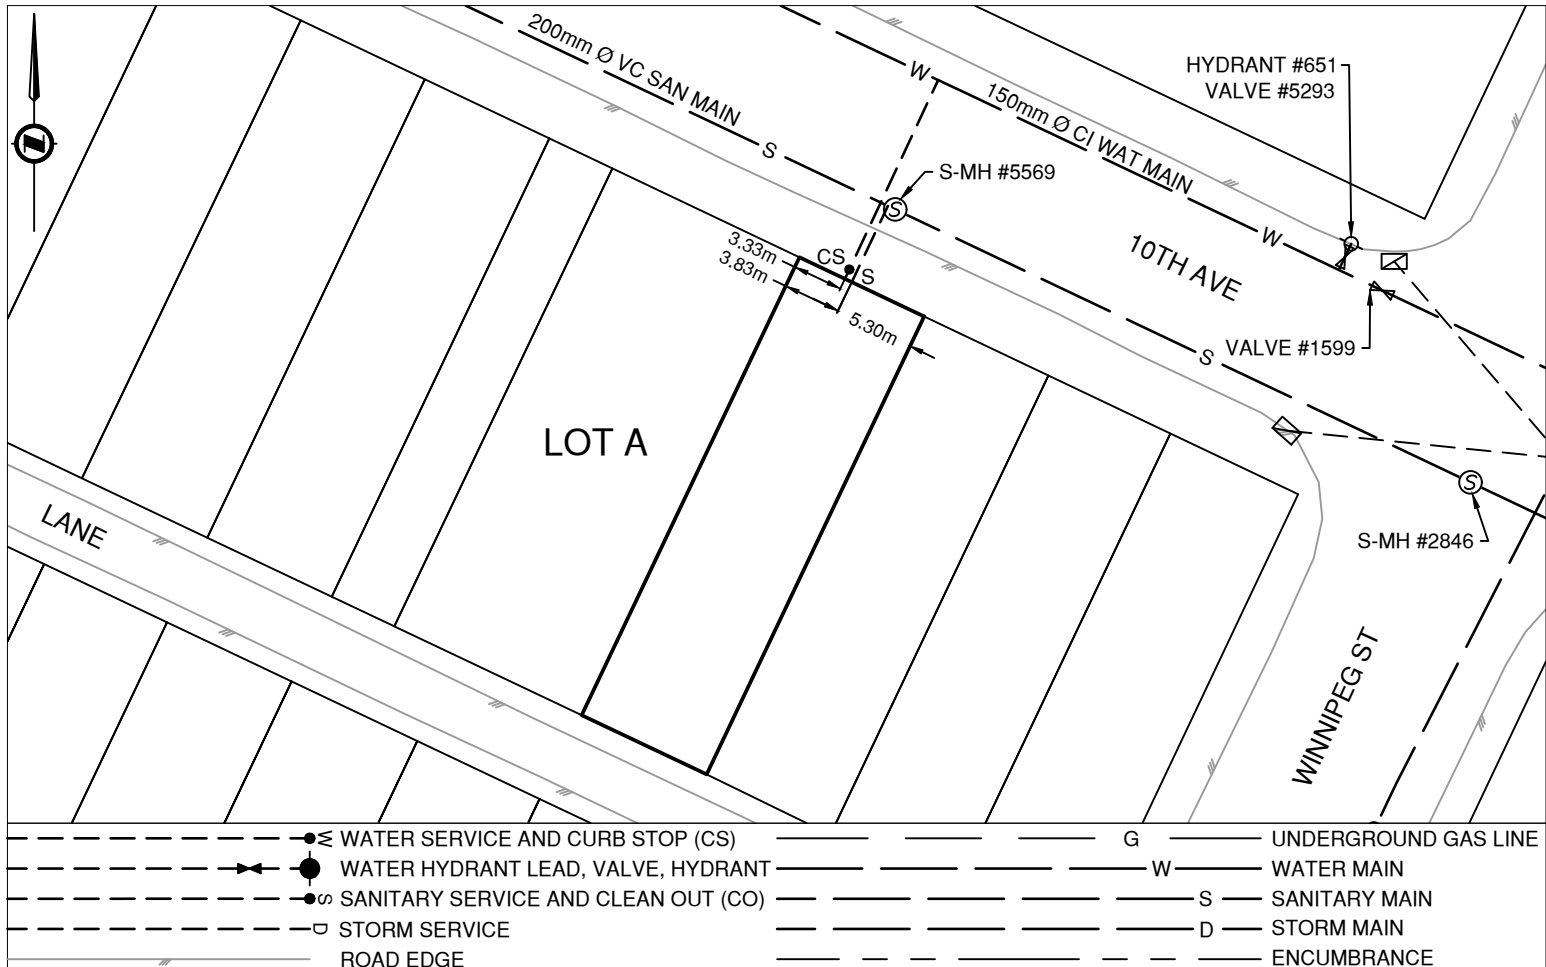 200mm Ø VC SAN MAIN
S
W
150mm Ø CI WAT MAIN
W
HYDRANT #651
VALVE #5293
S-MH #5569
S
10TH AVE
3.33m
3.83m
CS
S
5.30m
VALVE #1599
S
LOT A
LANE
S
S-MH #2846
WINNIPEG ST
N
W WATER SERVICE AND CURB STOP (CS)
WATER HYDRANT LEAD, VALVE, HYDRANT
S SANITARY SERVICE AND CLEAN OUT (CO)
D STORM SERVICE
ROAD EDGE
G UNDERGROUND GAS LINE
W WATER MAIN
S SANITARY MAIN
D STORM MAIN
ENCUMBRANCE